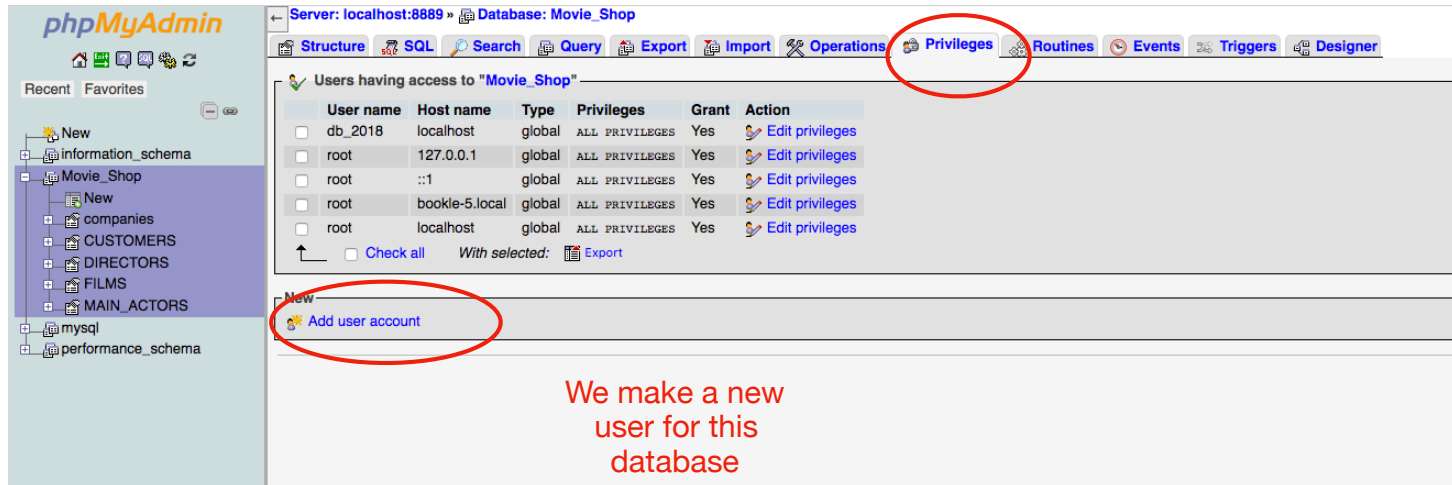 phpMyAdmin
Recent Favorites
New
information_schema
Movie_Shop
New
companies
CUSTOMERS
DIRECTORS
FILMS
MAIN_ACTORS
mysql
performance_schema
Server: localhost:8889 » Database: Movie_Shop
Structure SQL Search Query Export Import Operations Privileges Routines Events Triggers Designer
Users having access to "Movie_Shop"
User name Host name Type Privileges Grant Action
db_2018 localhost global ALL PRIVILEGES Yes Edit privileges
root 127.0.0.1 global ALL PRIVILEGES Yes Edit privileges
root ::1 global ALL PRIVILEGES Yes Edit privileges
root bookle-5.local global ALL PRIVILEGES Yes Edit privileges
root localhost global ALL PRIVILEGES Yes Edit privileges
Check all With selected: Export
New
Add user account
We make a new
user for this
database